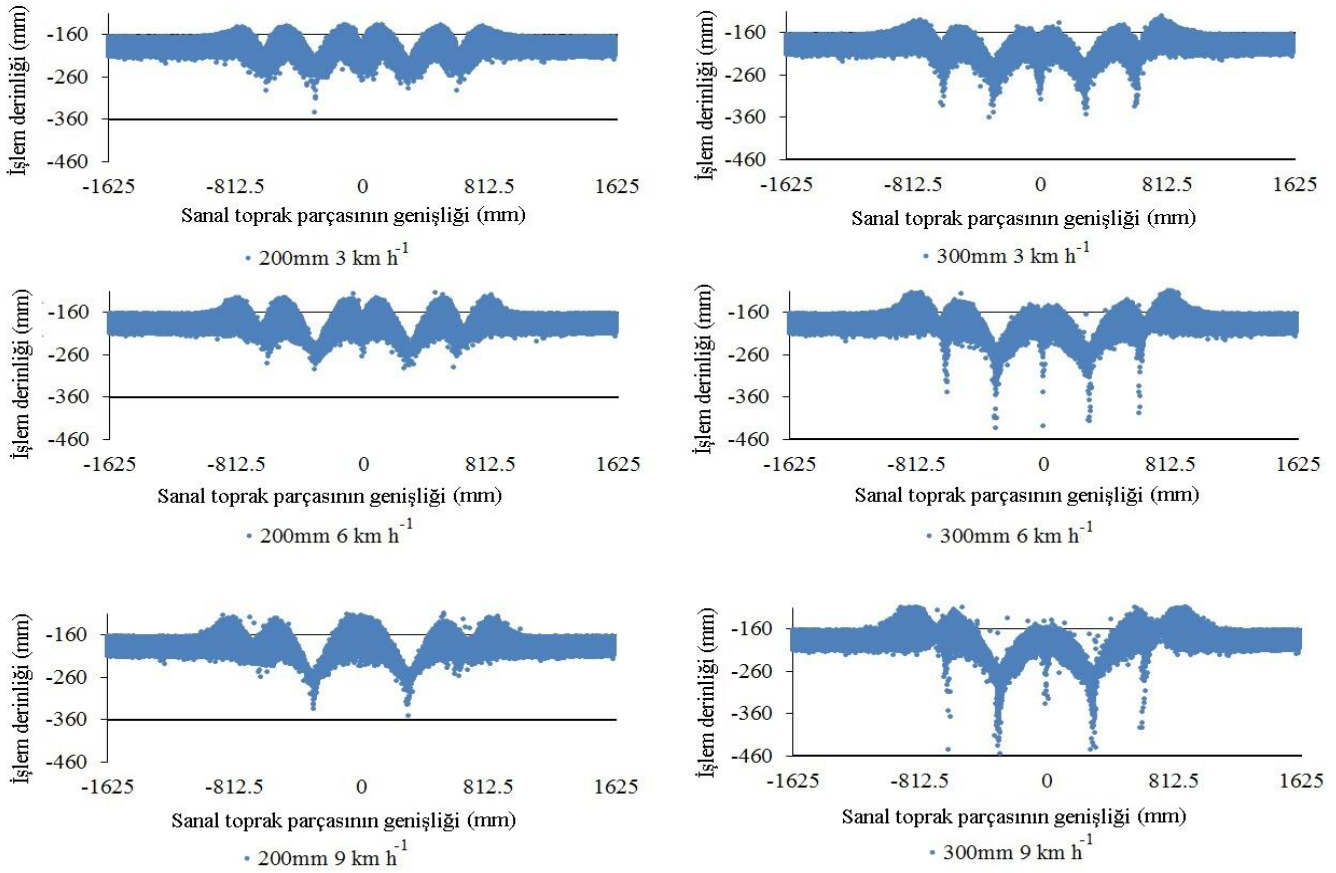 İşlem derinliği (mm)
-160
-260
-360
-460
-1625 -812.5 0 812.5 1625
Sanal toprak parçasının genişliği (mm)
200mm 3 km h-1
İşlem derinliği (mm)
-160
-260
-360
-460
-1625 -812.5 0 812.5 1625
Sanal toprak parçasının genişliği (mm)
300mm 3 km h-1
İşlem derinliği (mm)
-160
-260
-360
-460
-1625 -812.5 0 812.5 1625
Sanal toprak parçasının genişliği (mm)
200mm 6 km h-1
İşlem derinliği (mm)
-160
-260
-360
-460
-1625 -812.5 0 812.5 1625
Sanal toprak parçasının genişliği (mm)
300mm 6 km h-1
İşlem derinliği (mm)
-160
-260
-360
-460
-1625 -812.5 0 812.5 1625
Sanal toprak parçasının genişliği (mm)
200mm 9 km h-1
İşlem derinliği (mm)
-160
-260
-360
-460
-1625 -812.5 0 812.5 1625
Sanal toprak parçasının genişliği (mm)
300mm 9 km h-1